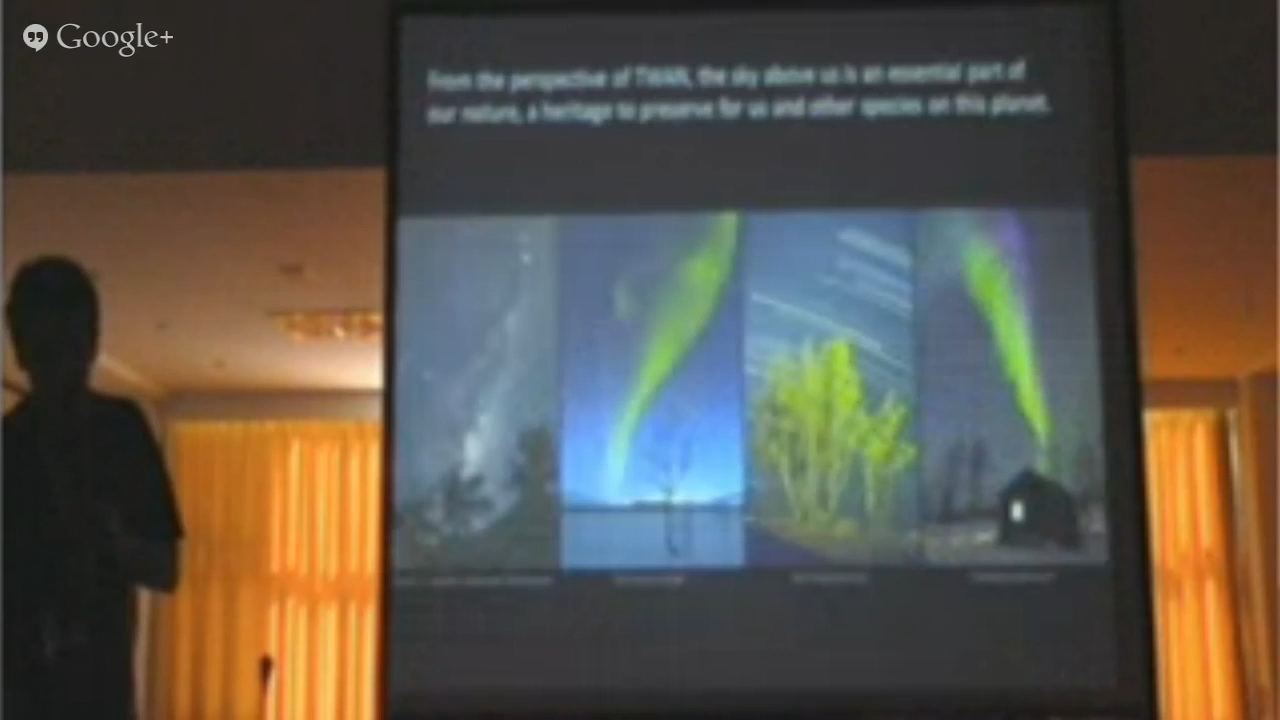 Google+
From the perspective of TWAN, the sky above us is an essential part of
our nature, a heritage to preserve for us and other species on this planet.